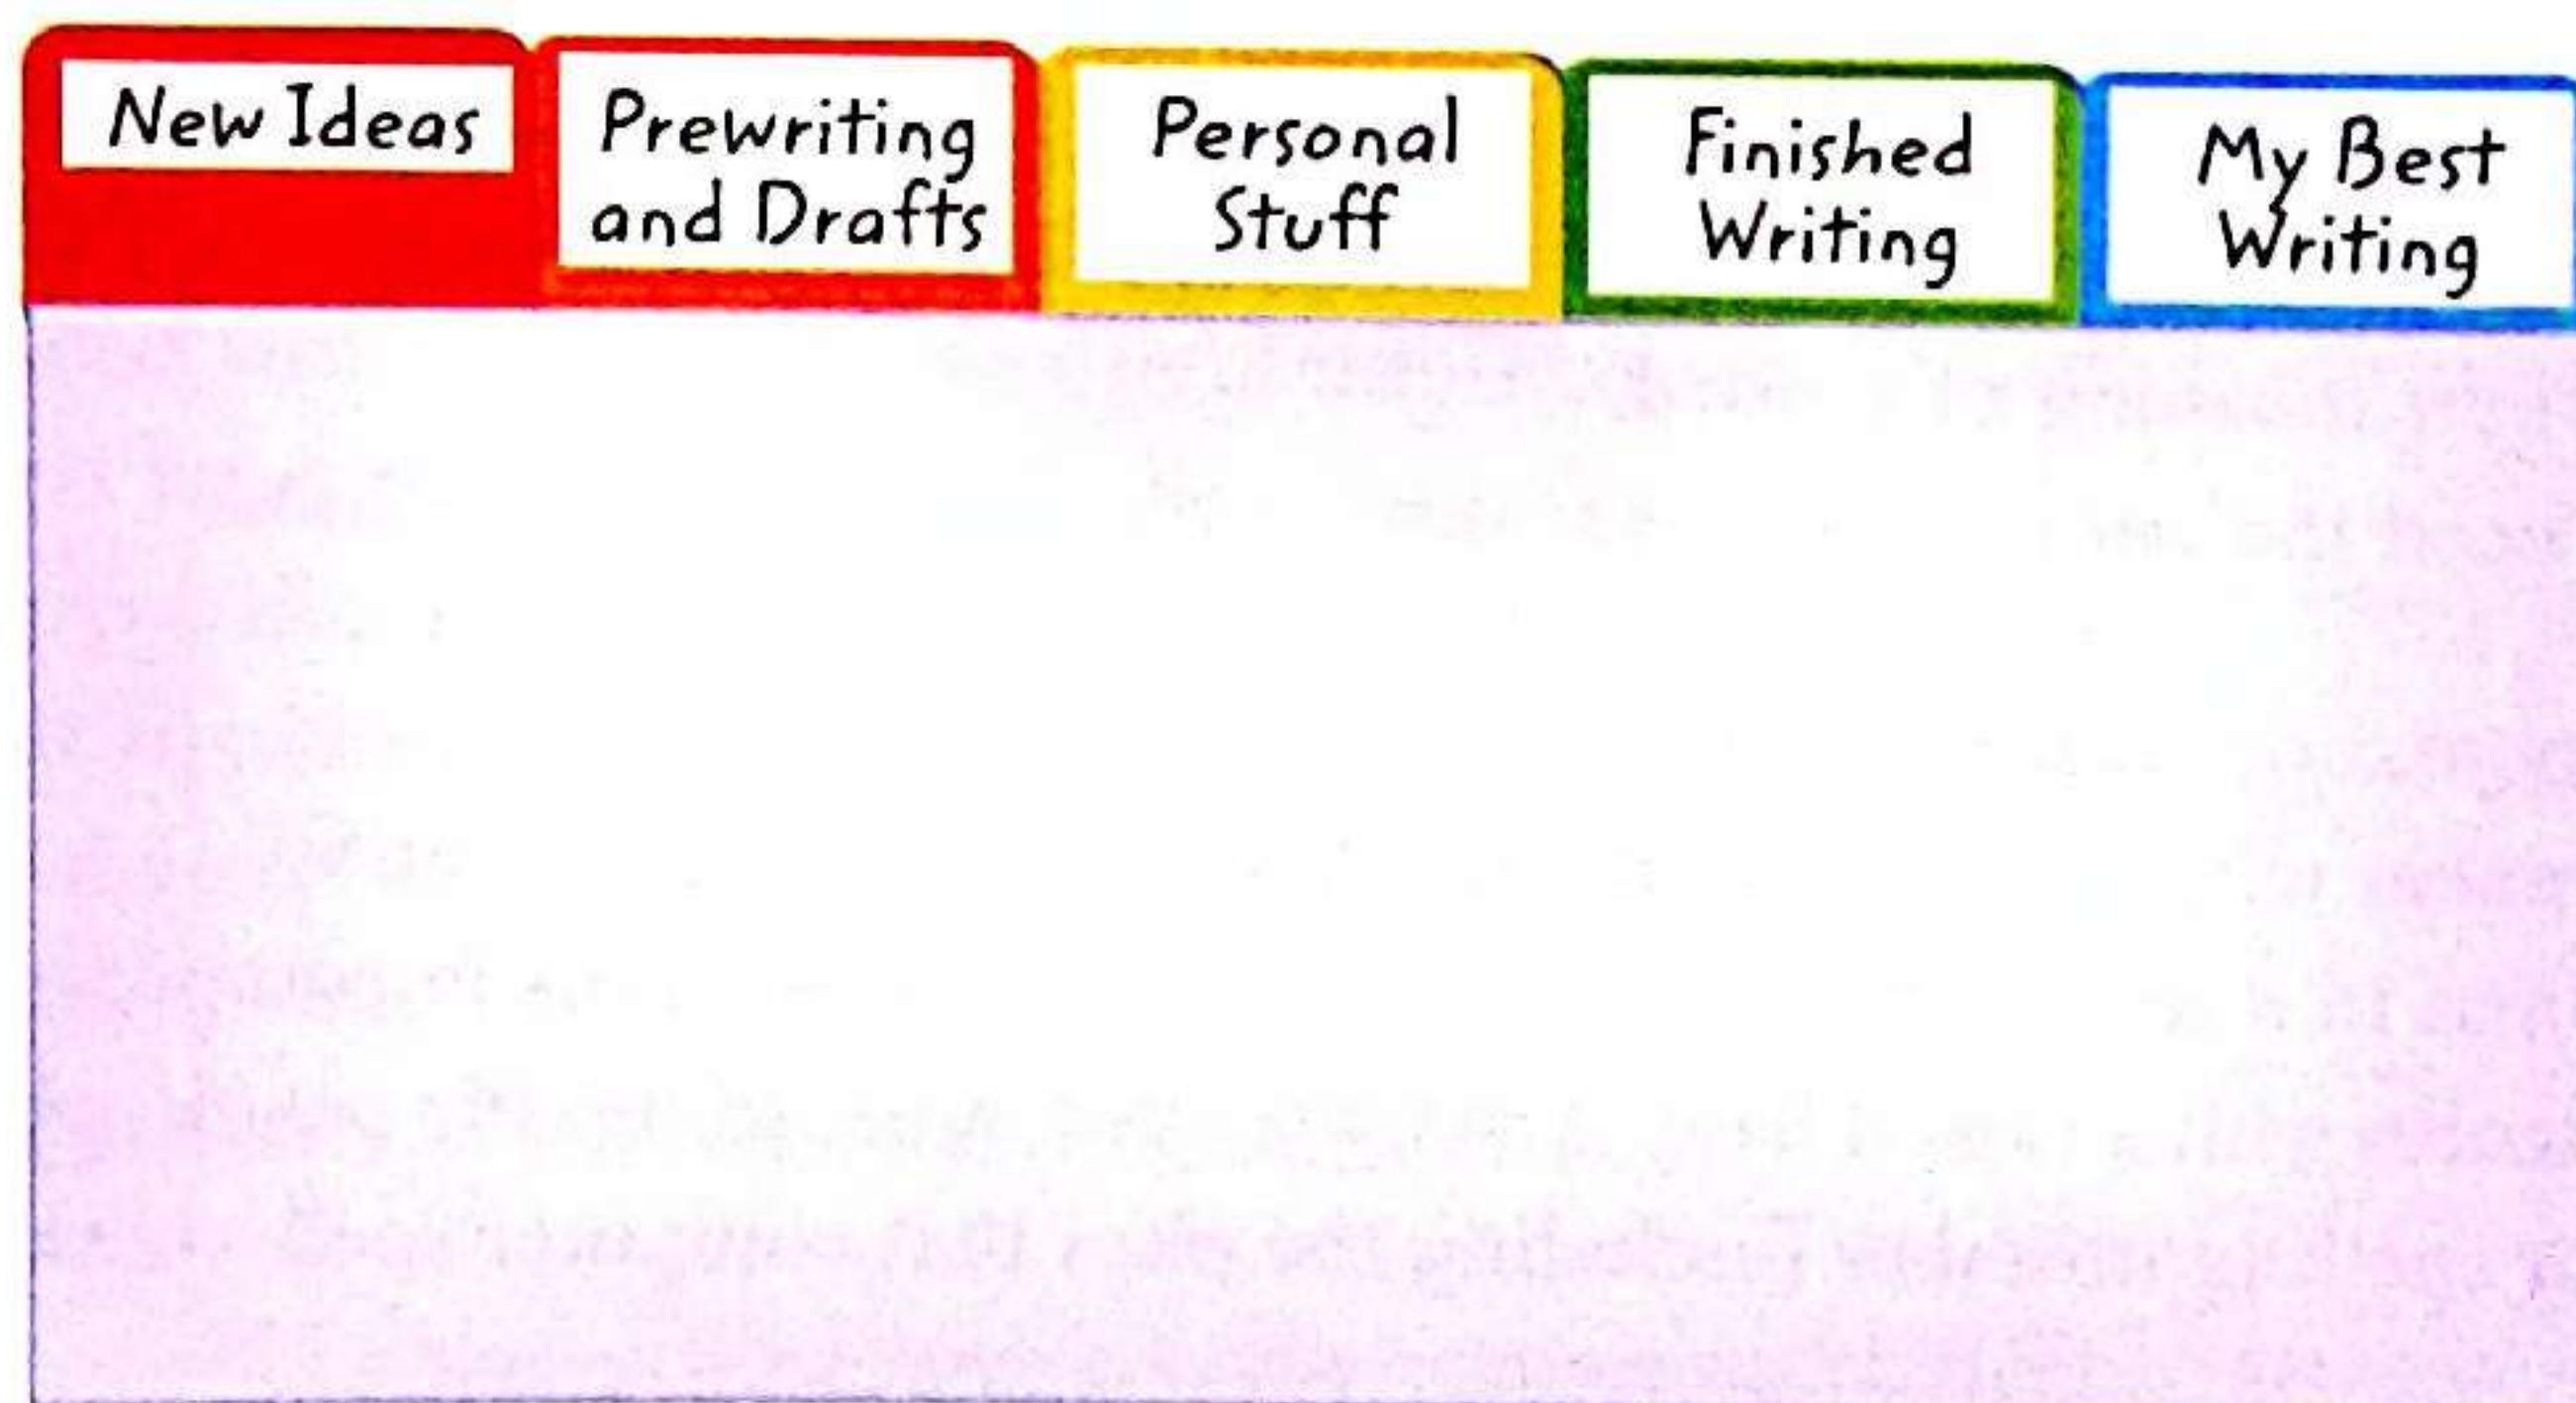 New Ideas
Prewriting
and Drafts
Personal
Stuff
Finished
Writing
My Best
Writing